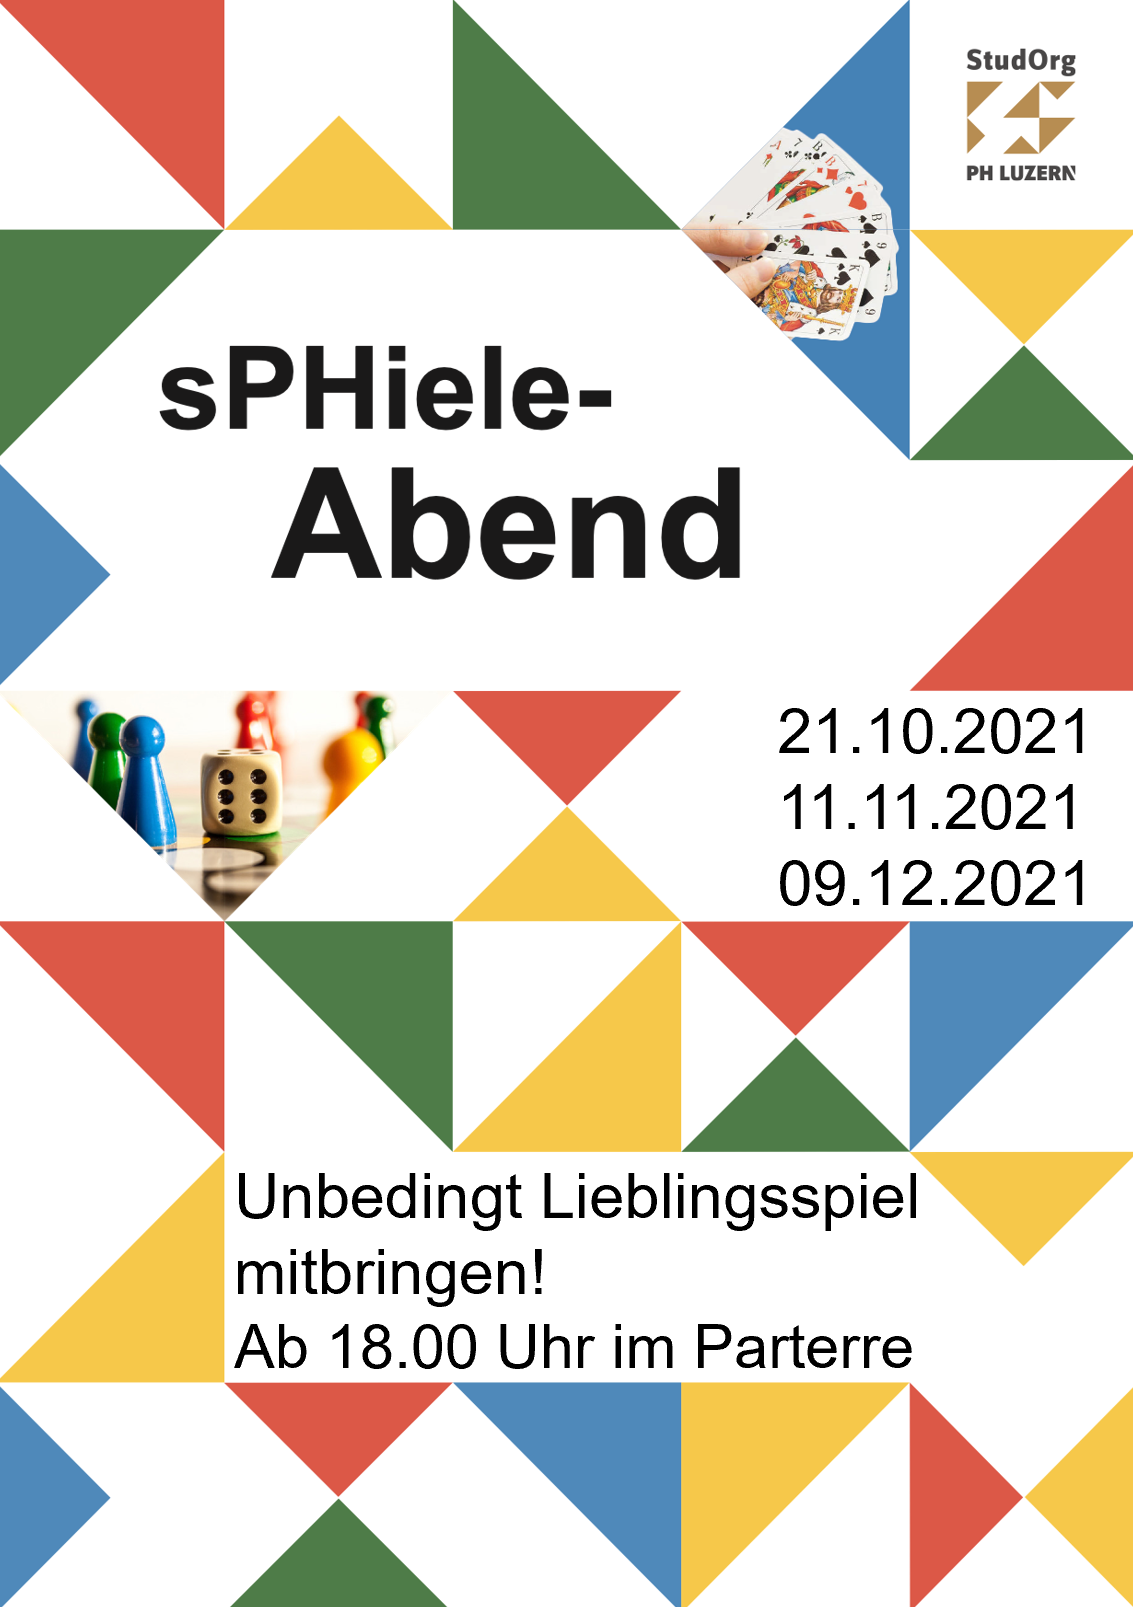 StudOrg
PH LUZERN
sPHiele-
Abend
21.10.2021
11.11.2021
09.12.2021
Unbedingt Lieblingsspiel
mitbringen!
Ab 18.00 Uhr im Parterre